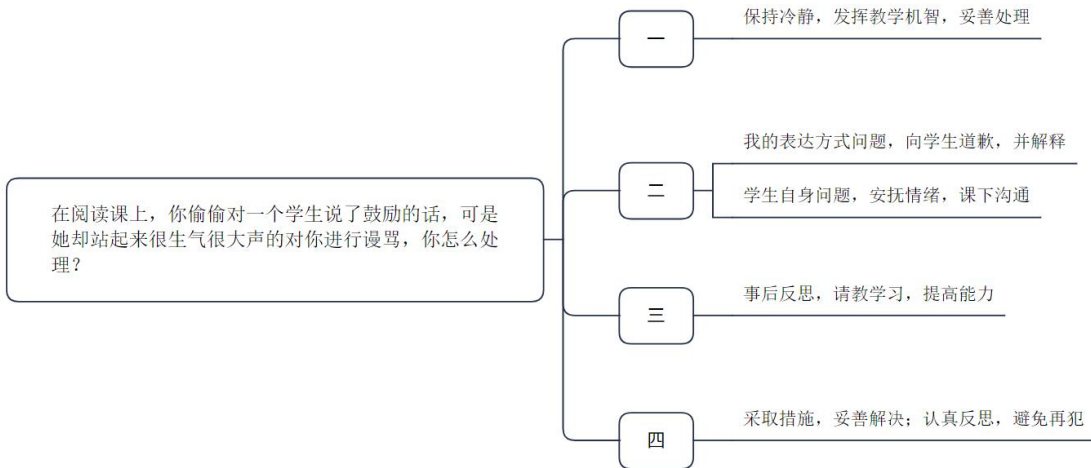 在阅读课上，你偷偷对一个学生说了鼓励的话，可是
她却站起来很生气很大声的对你进行谩骂，你怎么处
理？
一
保持冷静，发挥教学机智，妥善处理
二
我的表达方式问题，向学生道歉，并解释
学生自身问题，安抚情绪，课下沟通
三
事后反思，请教学习，提高能力
四
采取措施，妥善解决；认真反思，避免再犯